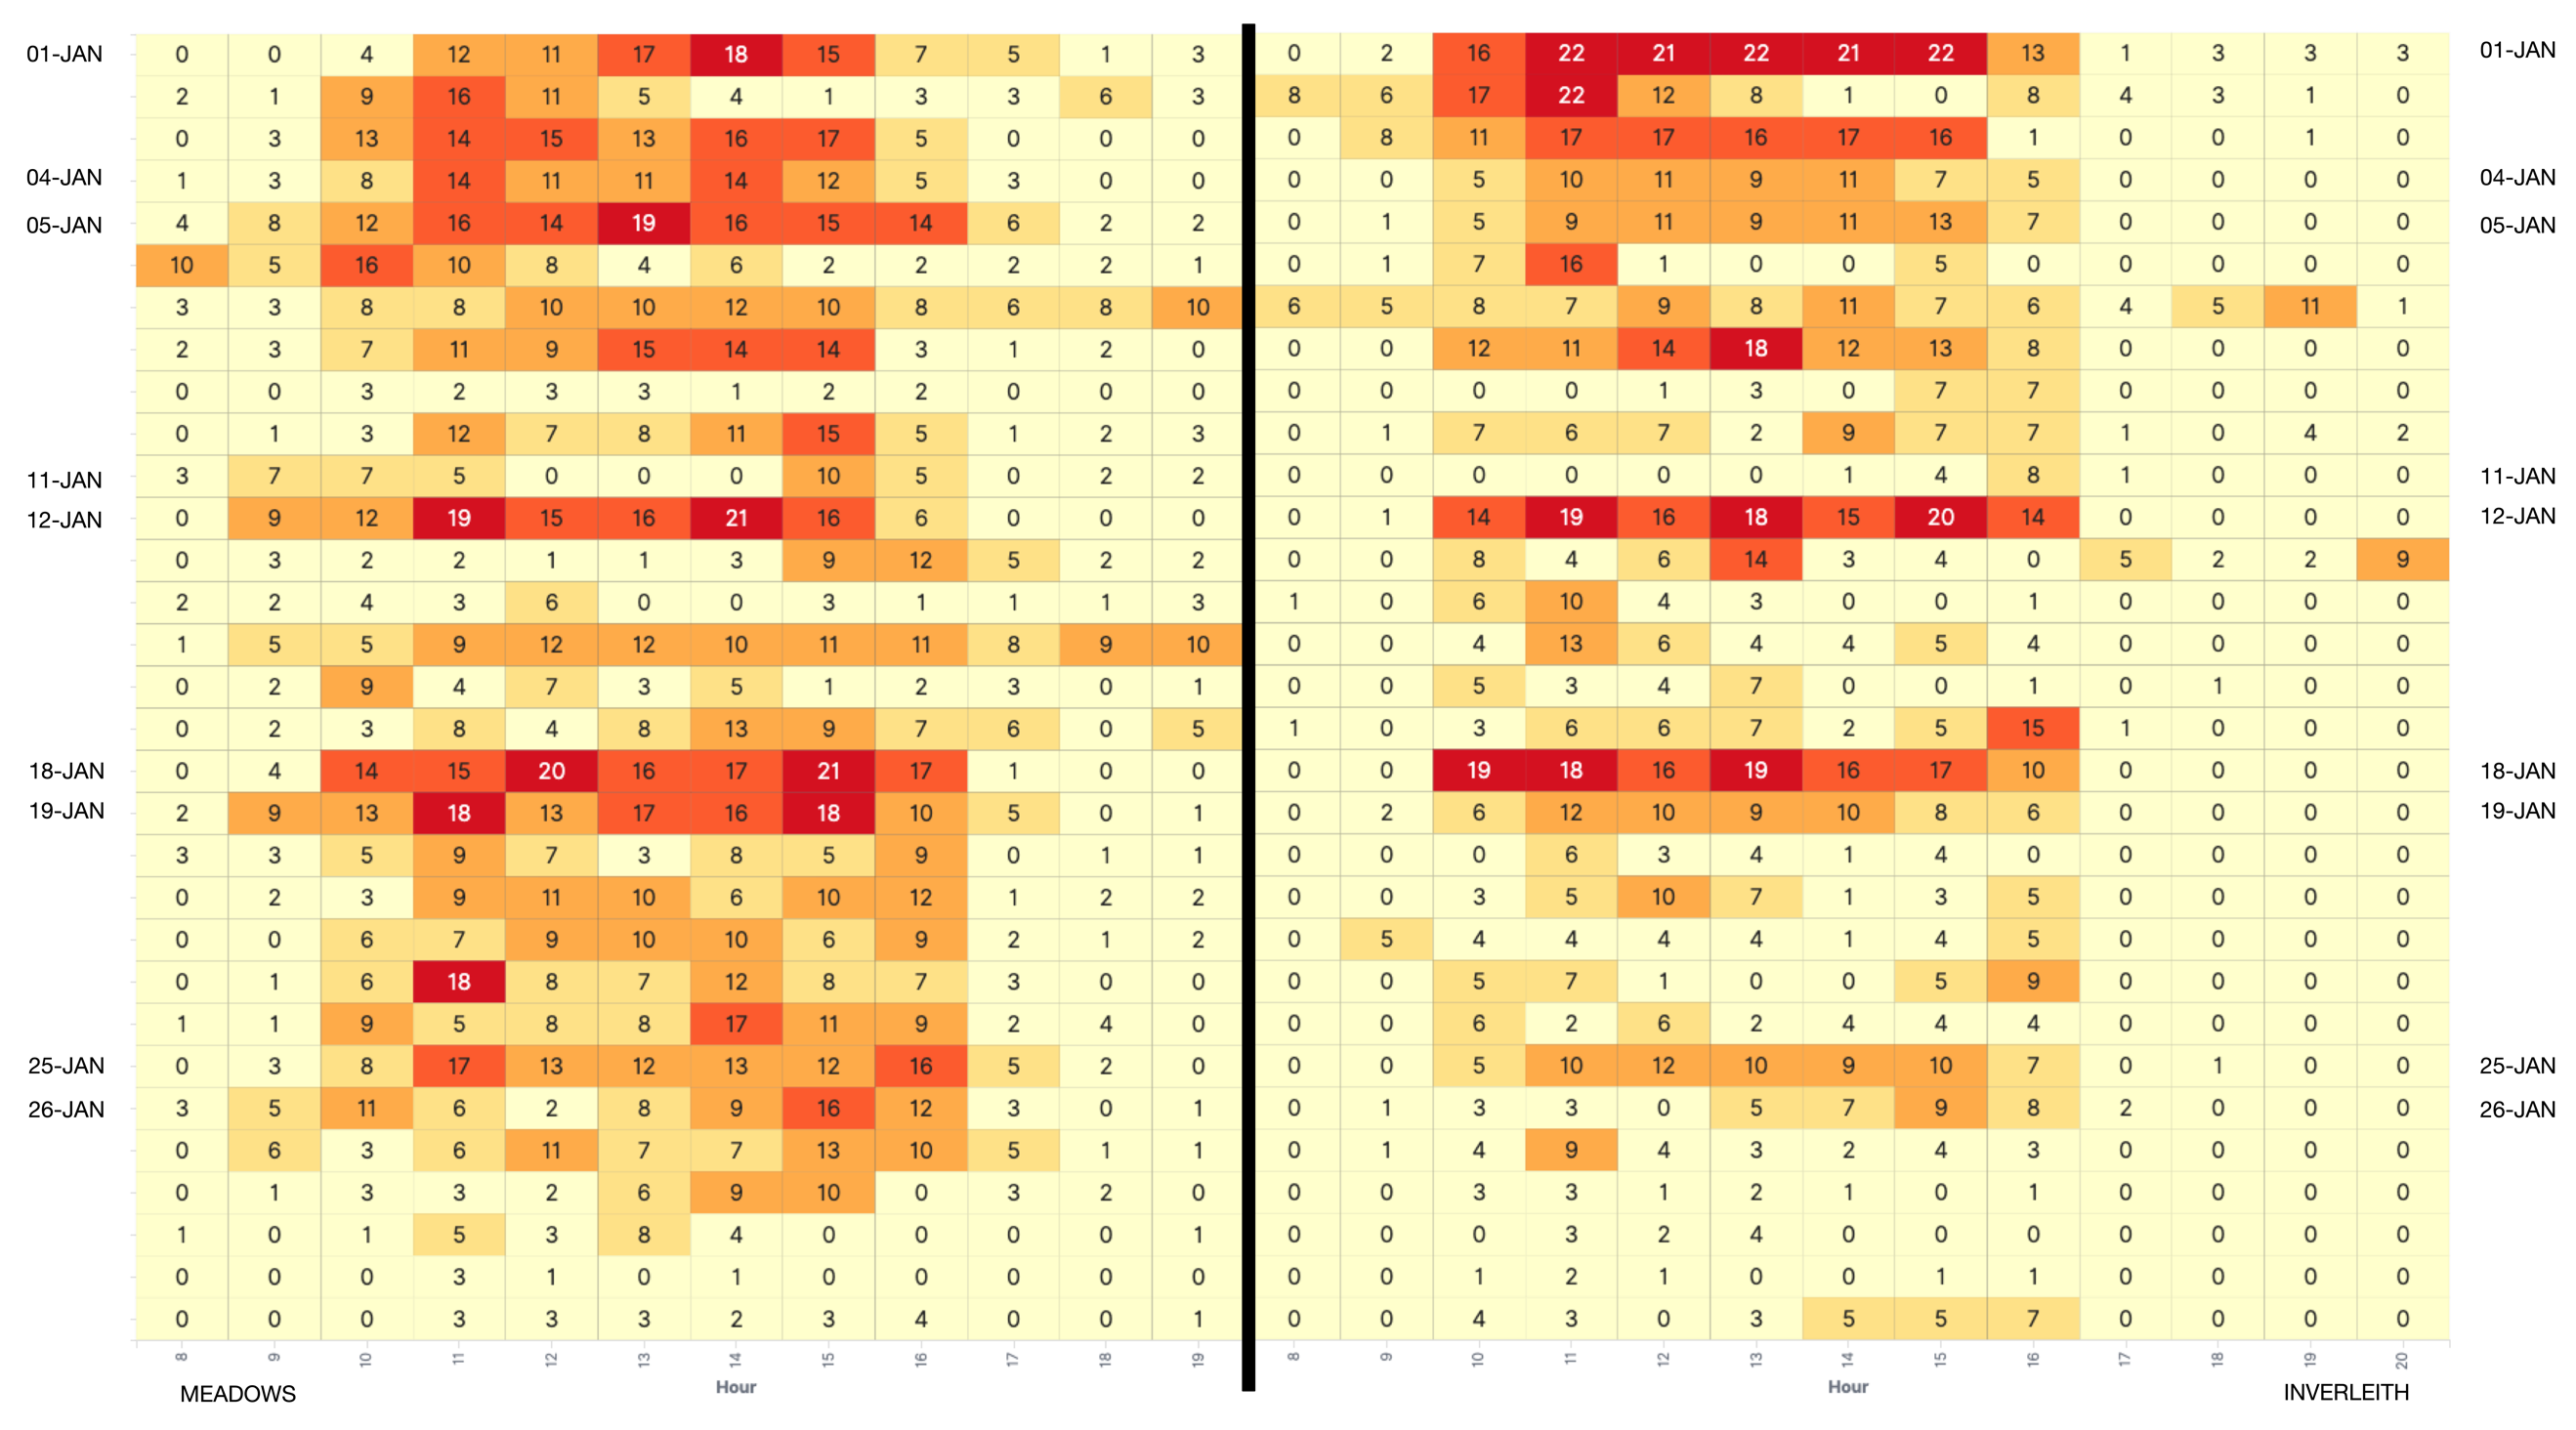 01-JAN 0 0 4 12 11 17 18 15 7 5 1 3 0 2 16 22 21 22 21 22 13 1 3 3 3 01-JAN
2 1 9 16 11 5 4 1 3 3 6 3 8 6 17 22 12 8 1 0 8 4 3 1 0
0 3 13 14 15 13 16 17 5 0 0 0 0 8 11 17 17 16 17 16 1 0 0 1 0
04-JAN 1 3 8 14 11 11 14 12 5 3 0 0 0 0 5 10 11 9 11 7 5 0 0 0 0 04-JAN
05-JAN 4 8 12 16 14 19 16 15 14 6 2 2 0 1 5 9 11 9 11 13 7 0 0 0 0 05-JAN
10 5 16 10 8 4 6 2 2 2 2 1 0 1 7 16 1 0 0 5 0 0 0 0 0
3 3 8 8 10 10 12 10 8 6 8 10 6 5 8 7 9 8 11 7 6 4 5 11 1
2 3 7 11 9 15 14 14 3 1 2 0 0 0 12 11 14 18 12 13 8 0 0 0 0
0 0 3 2 3 3 1 2 2 0 0 0 0 0 0 0 1 3 0 7 7 0 0 0 0
0 1 3 12 7 8 11 15 5 1 2 3 0 1 7 6 7 2 9 7 7 1 0 4 2
11-JAN 3 7 7 5 0 0 0 10 5 0 2 2 0 0 0 0 0 0 1 4 8 1 0 0 0 11-JAN
12-JAN 0 9 12 19 15 16 21 16 6 0 0 0 0 1 14 19 16 18 15 20 14 0 0 0 0 12-JAN
0 3 2 2 1 1 3 9 12 5 2 2 0 0 8 4 6 14 3 4 0 5 2 2 9
2 2 4 3 6 0 0 3 1 1 1 3 1 0 6 10 4 3 0 0 1 0 0 0 0
1 5 5 9 12 12 10 11 11 8 9 10 0 0 4 13 6 4 4 5 4 0 0 0 0
0 2 9 4 7 3 5 1 2 3 0 1 0 0 5 3 4 7 0 0 1 0 1 0 0
0 2 3 8 4 8 13 9 7 6 0 5 1 0 3 6 6 7 2 5 15 1 0 0 0
18-JAN 0 4 14 15 20 16 17 21 17 1 0 0 0 0 19 18 16 19 16 17 10 0 0 0 0 18-JAN
19-JAN 2 9 13 18 13 17 16 18 10 5 0 1 0 2 6 12 10 9 10 8 6 0 0 0 0 19-JAN
3 3 5 9 7 3 8 5 9 0 1 1 0 0 0 6 3 4 1 4 0 0 0 0 0
0 2 3 9 11 10 6 10 12 1 2 2 0 0 3 5 10 7 1 3 5 0 0 0 0
0 0 6 7 9 10 10 6 9 2 1 2 0 5 4 4 4 4 1 4 5 0 0 0 0
0 1 6 18 8 7 12 8 7 3 0 0 0 0 5 7 1 0 0 5 9 0 0 0 0
1 1 9 5 8 8 17 11 9 2 4 0 0 0 6 2 6 2 4 4 4 0 0 0 0
25-JAN 0 3 8 17 13 12 13 12 16 5 2 0 0 0 5 10 12 10 9 10 7 0 1 0 0 25-JAN
26-JAN 3 5 11 6 2 8 9 16 12 3 0 1 0 1 3 3 0 5 7 9 8 2 0 0 0 26-JAN
0 6 3 6 11 7 7 13 10 5 1 1 0 1 4 9 4 3 2 4 3 0 0 0 0
0 1 3 3 2 6 9 10 0 3 2 0 0 0 3 3 1 2 1 0 1 0 0 0 0
1 0 1 5 3 8 4 0 0 0 0 1 0 0 0 3 2 4 0 0 0 0 0 0 0
0 0 0 3 1 0 1 0 0 0 0 0 0 0 1 2 1 0 0 1 1 0 0 0 0
0 0 0 3 3 3 2 3 4 0 0 1 0 0 4 3 0 3 5 5 7 0 0 0 0
8 9 10 11 12 13 14 15 16 17 18 19 8 9 10 11 12 13 14 15 16 17 18 19 20
MEADOWS Hour Hour INVERLEITH